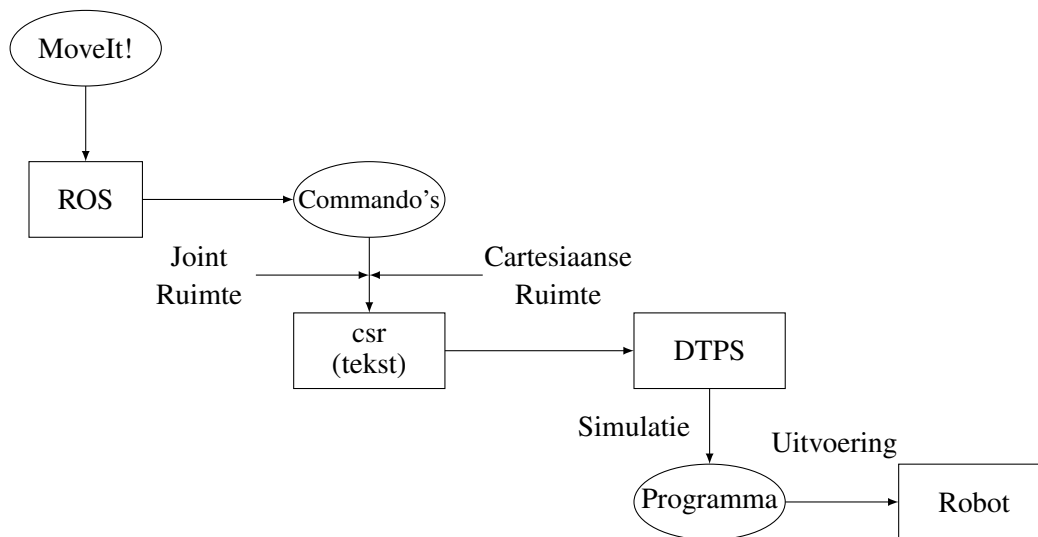 MoveIt!
ROS
Commando's
Joint
Ruimte
Cartesiaanse
Ruimte
csr
(tekst)
DTPS
Simulatie
Uitvoering
Programma
Robot